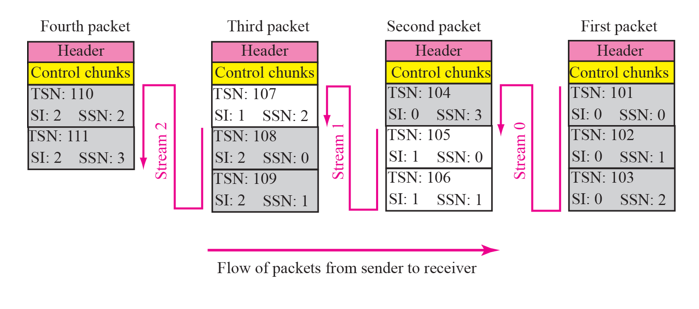 Fourth packet
Header
Control chunks
TSN: 110
SI: 2 SSN: 2
TSN: 111
SI: 2 SSN: 3
Stream 2
Third packet
Header
Control chunks
TSN: 107
SI: 1 SSN: 2
TSN: 108
SI: 2 SSN: 0
TSN: 109
SI: 2 SSN: 1
Stream 1
Second packet
Header
Control chunks
TSN: 104
SI: 0 SSN: 3
TSN: 105
SI: 1 SSN: 0
TSN: 106
SI: 1 SSN: 1
Stream 0
First packet
Header
Control chunks
TSN: 101
SI: 0 SSN: 0
TSN: 102
SI: 0 SSN: 1
TSN: 103
SI: 0 SSN: 2
Flow of packets from sender to receiver